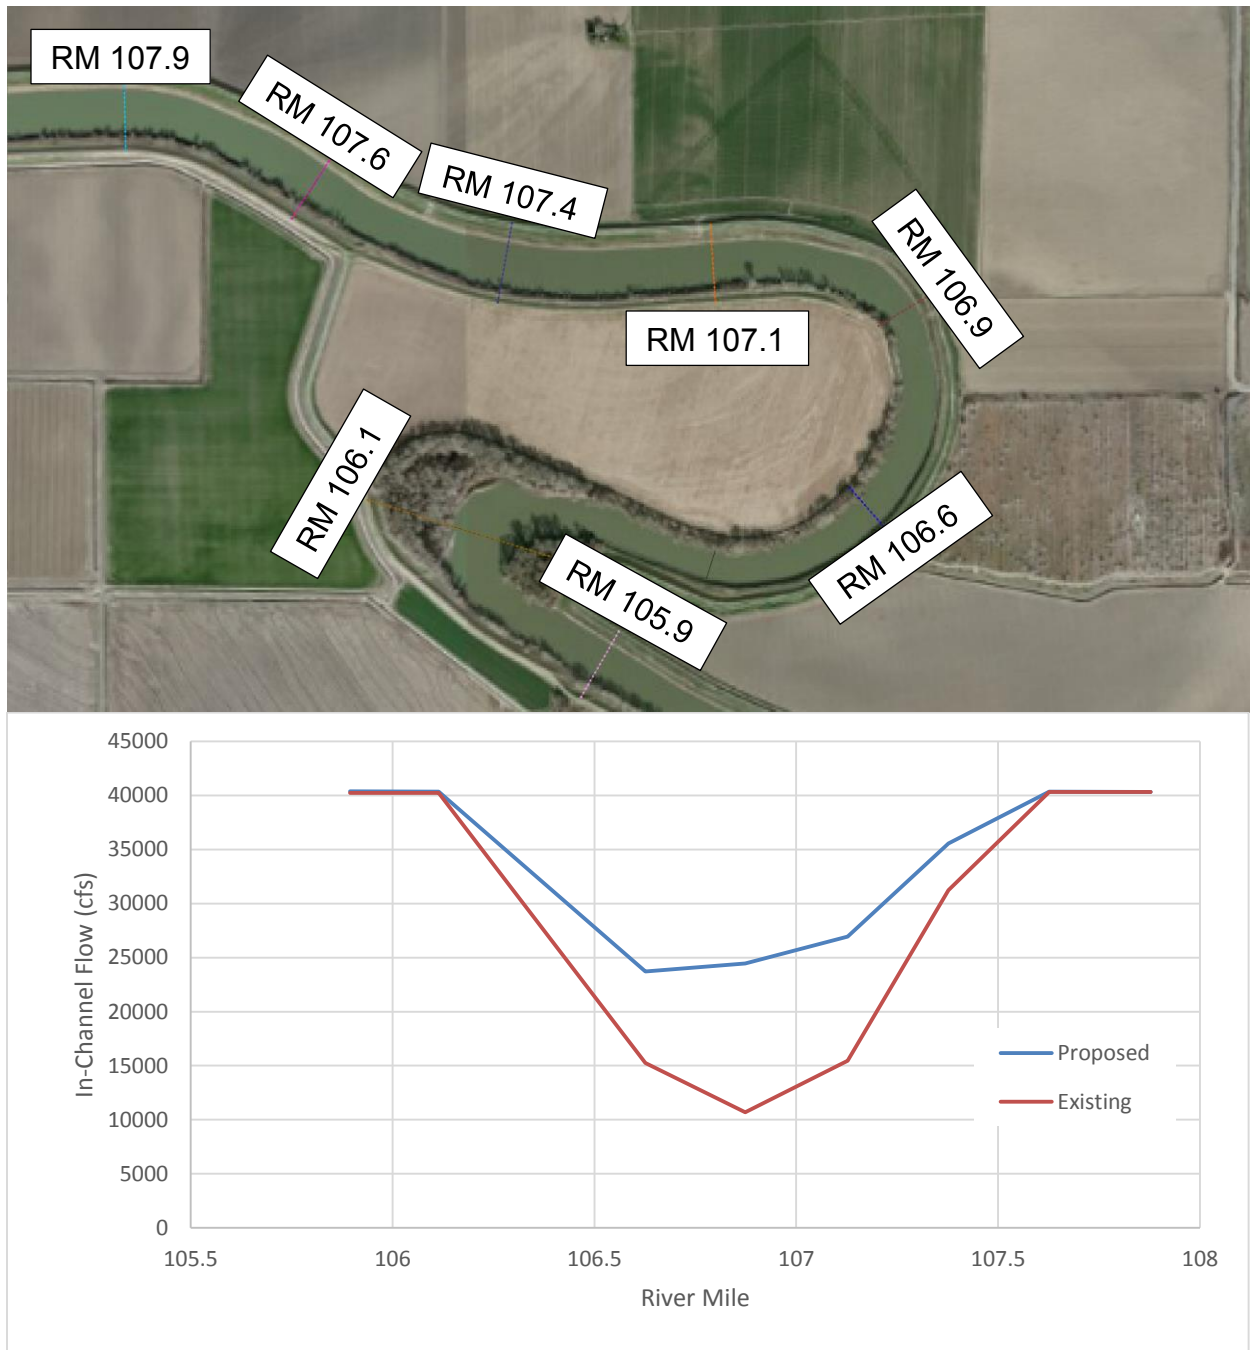 RM 107.9
RM 107.6
RM 107.4
RM 106.9
RM 107.1
RM 106.1
RM 106.6
RM 105.9
45000
40000
35000
30000
25000
20000
15000
10000
5000
0
In-Channel Flow (cfs)
Proposed
Existing
105.5 106 106.5 107 107.5 108
River Mile